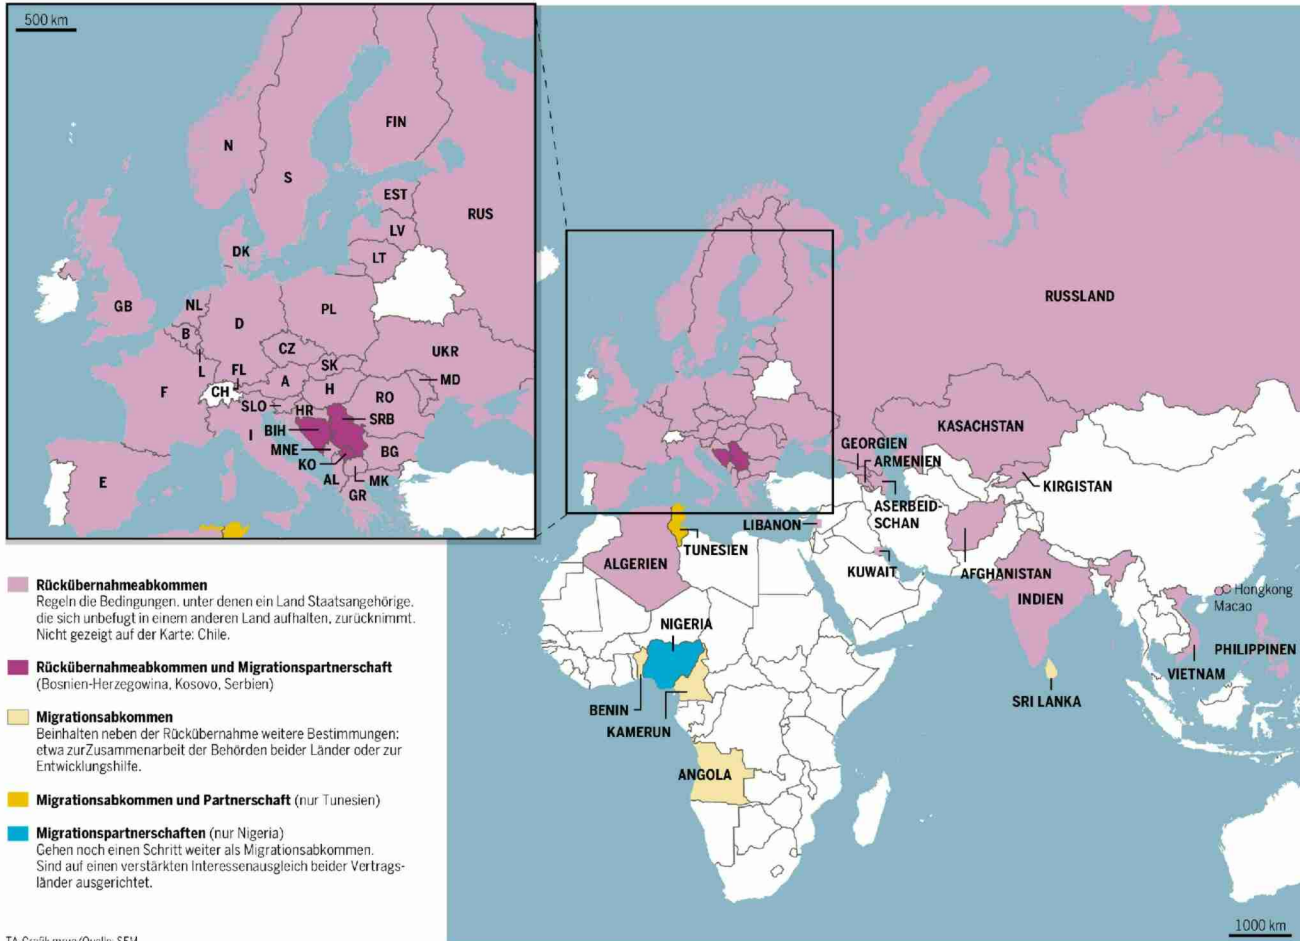 500 km
N
FIN
S
EST
RUS
LV
DK
LT
GB
NL
PL
D
B
CZ
UKR
L
FL
SK
MD
F
CH
A
H
RO
SLO
HR
SRB
BIH
I
MNE
BG
KO
E
AL
MK
GR
RUSSLAND
KASACHSTAN
GEORGIEN
ARMENIEN
KIRGISTAN
ASERBEID-
SCHAN
LIBANON
TUNESIEN
ALGERIEN
KUWAIT
AFGHANISTAN
INDIEN
Hongkong
Macao
NIGERIA
PHILIPPINEN
VIETNAM
SRI LANKA
BENIN
KAMERUN
ANGOLA
Rückübernahmeabkommen
Regeln die Bedingungen, unter denen ein Land Staatsangehörige,
die sich unbefugt in einem anderen Land aufhalten, zurücknimmt.
Nicht gezeigt auf der Karte: Chile.
Rückübernahmeabkommen und Migrationspartnerschaft
(Bosnien-Herzegowina, Kosovo, Serbien)
Migrationsabkommen
Beinhalten neben der Rückübernahme weitere Bestimmungen:
etwa zurZusammenarbeit der Behörden beider Länder oder zur
Entwicklungshilfe.
Migrationsabkommen und Partnerschaft (nur Tunesien)
Migrationspartnerschaften (nur Nigeria)
Gehen noch einen Schritt weiter als Migrationsabkommen.
Sind auf einen verstärkten Interessenausgleich beider Vertrags-
länder ausgerichtet.
1000 km